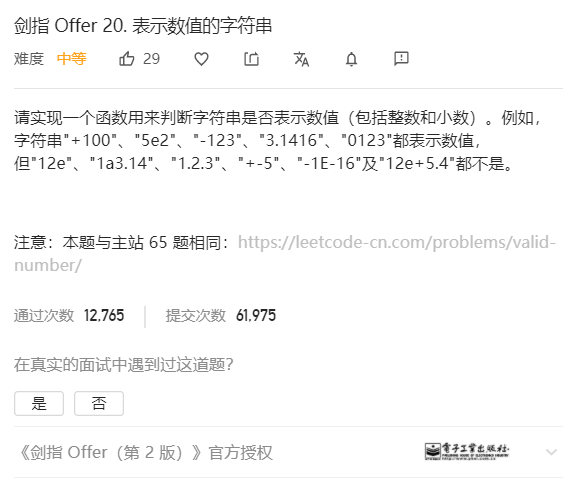 剑指 Offer 20. 表示数值的字符串
难度 中等 29
请实现一个函数用来判断字符串是否表示数值（包括整数和小数）。例如，
字符串"+100"、"5e2"、"-123"、"3.1416"、"0123"都表示数值，
但"12e"、"1a3.14"、"1.2.3"、"+-5"、"-1E-16"及"12e+5.4"都不是。
注意：本题与主站 65 题相同：https://leetcode-cn.com/problems/valid-
number/
通过次数 12,765 提交次数 61,975
在真实的面试中遇到过这道题？
是 否
《剑指 Offer（第 2 版）》官方授权 电子工业出版社